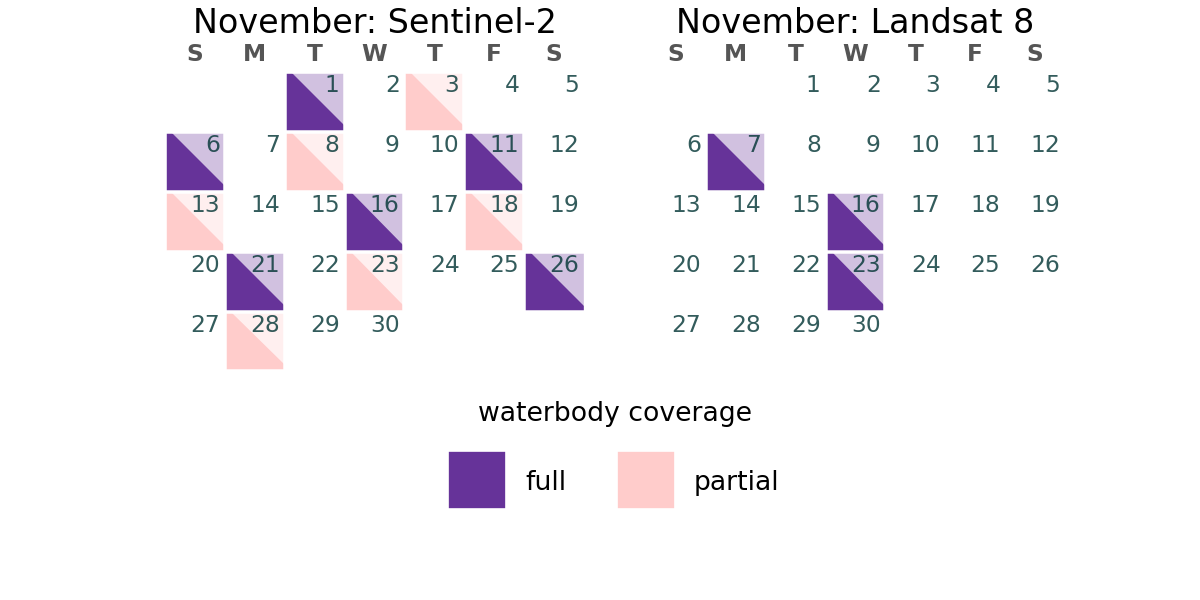 November: Sentinel-2
S M T W T F S
1 2 3 4 5
6 7 8 9 10 11 12
13 14 15 16 17 18 19
20 21 22 23 24 25 26
27 28 29 30
November: Landsat 8
S M T W T F S
1 2 3 4 5
6 7 8 9 10 11 12
13 14 15 16 17 18 19
20 21 22 23 24 25 26
27 28 29 30
waterbody coverage
full partial